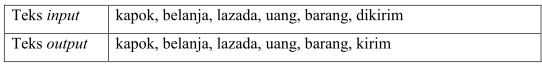 Teks input kapok, belanja, lazada, uang, barang, dikirim
Teks output kapok, belanja, lazada, uang, barang, kirim